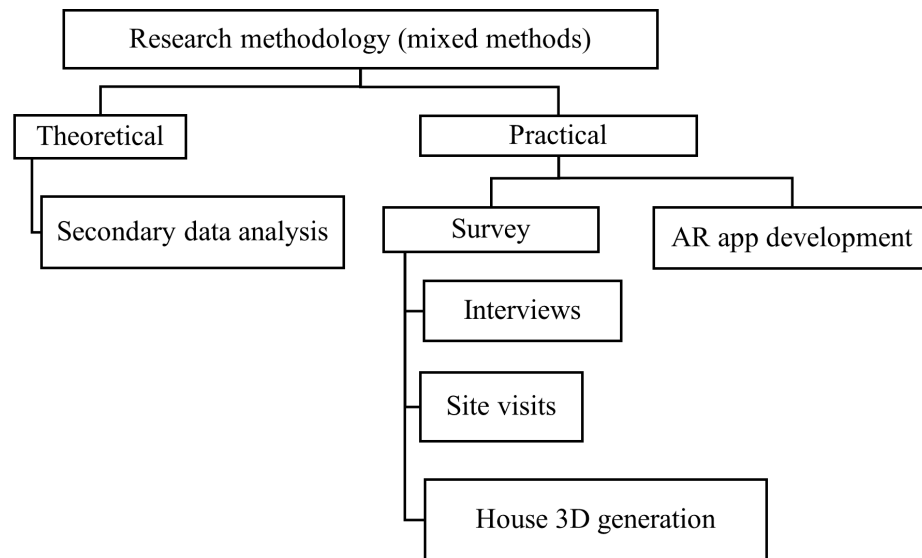 Research methodology (mixed methods)
Theoretical
Practical
Secondary data analysis
Survey
AR app development
Interviews
Site visits
House 3D generation